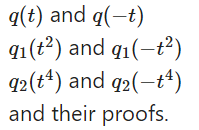 q(t) and q(−t)
q₁(t²) and q₁(−t²)
q₂(t⁴) and q₂(−t⁴)
and their proofs.